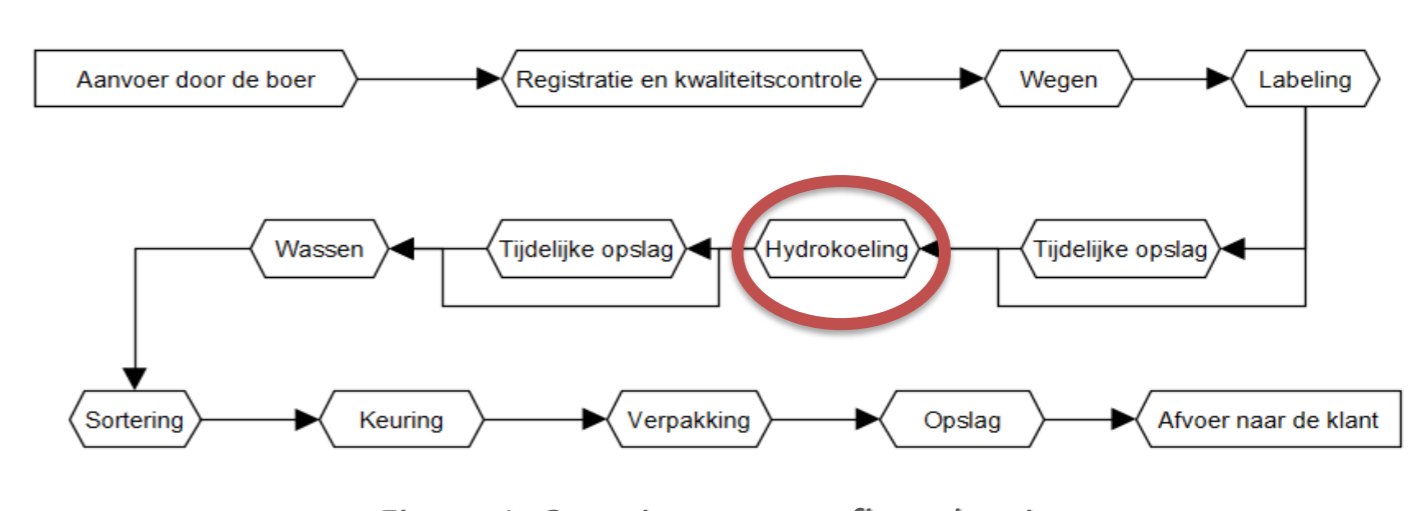 Aanvoer door de boer
Registratie en kwaliteitscontrole
Wegen
Labeling
Wassen
Tijdelijke opslag
Hydrokoeling
Tijdelijke opslag
Sortering
Keuring
Verpakking
Opslag
Afvoer naar de klant